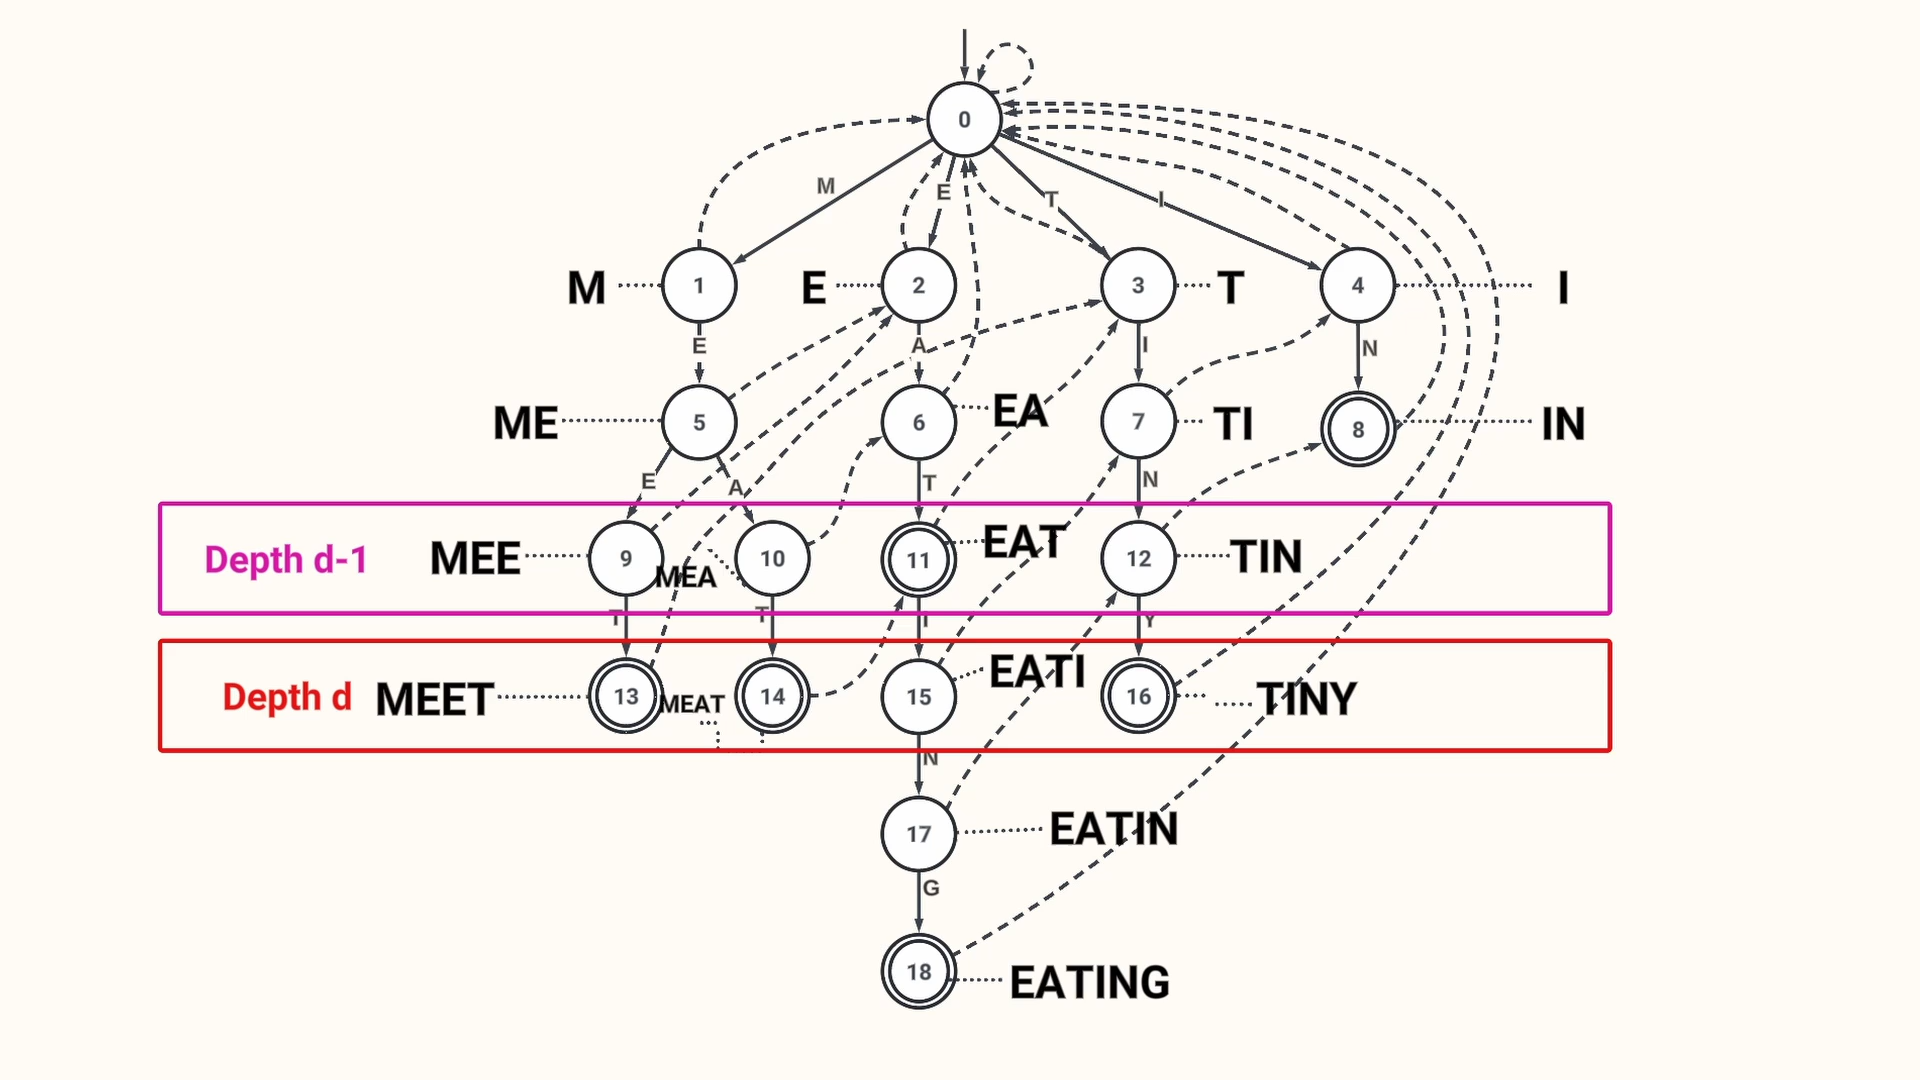 0
M
E
T
I
M
1
E
2
3
T
4
I
E
A
I
N
ME
5
6
EA
7
TI
8
IN
E
A
T
N
Depth d-1
MEE
9
MEA
10
11
EAT
12
TIN
T
T
I
Y
Depth d
MEET
13
MEAT
14
15
EATI
16
TINY
N
17
EATIN
G
18
EATING